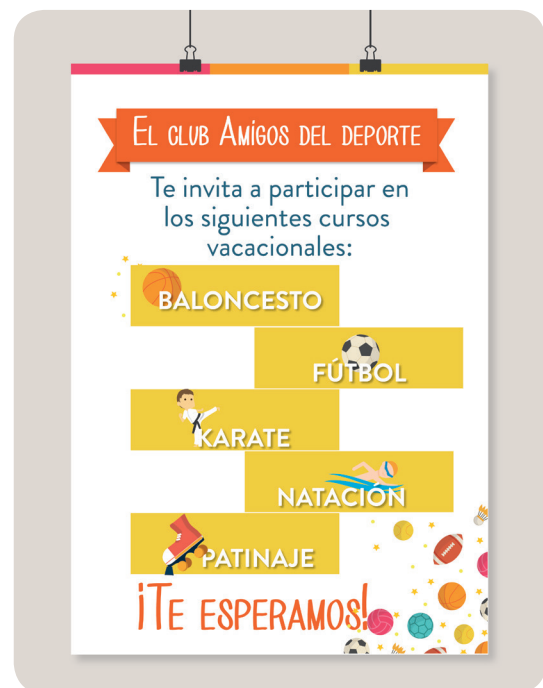 El club Amigos del deporte
Te invita a participar en
los siguientes cursos
vacacionales:
BALONCESTO
FÚTBOL
KARATE
NATACIÓN
PATINAJE
¡Te esperamos!